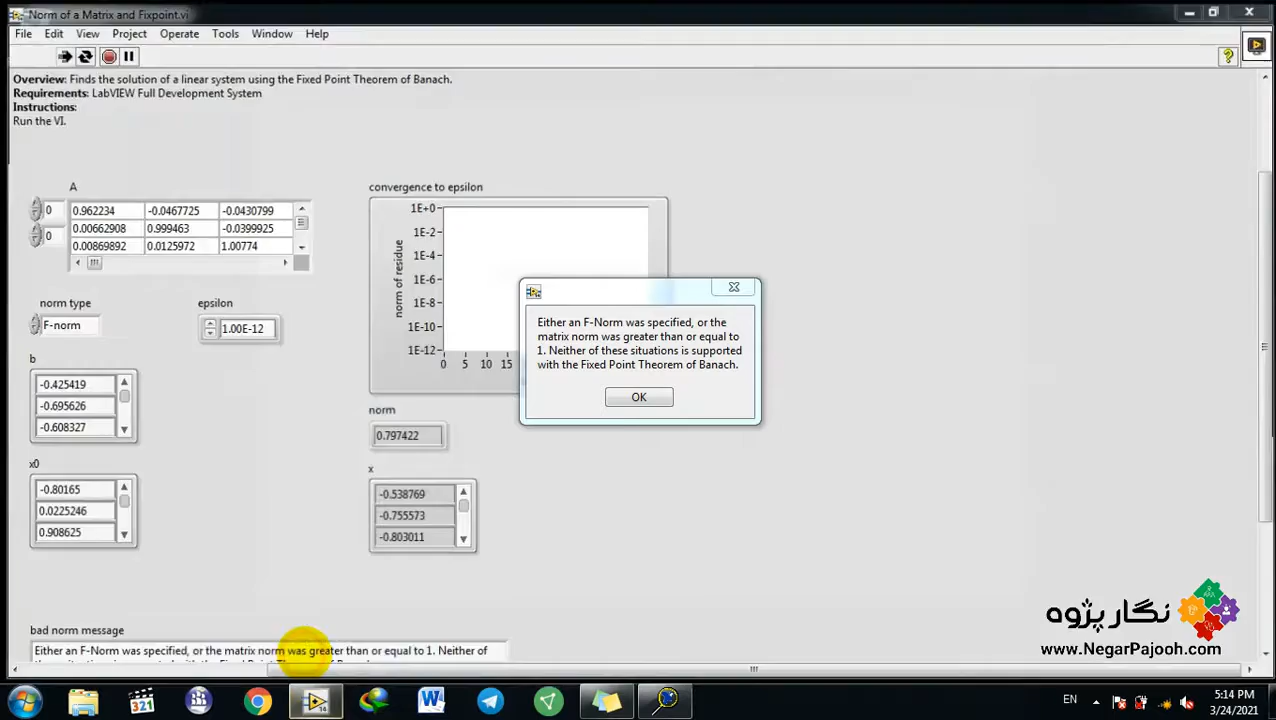 Norm of a Matrix and Fixpoint.vi
File Edit View Project Operate Tools Window Help
Overview: Finds the solution of a linear system using the Fixed Point Theorem of Banach.
Requirements: LabVIEW Full Development System
Instructions:
Run the VI.
A
0 0.962234 -0.0467725 -0.0430799
0 0.00662908 0.999463 -0.0399925
0.00869892 0.0125972 1.00774
norm type
F-norm
epsilon
1.00E-12
b
-0.425419
-0.695626
-0.608327
x0
-0.80165
0.0225246
0.908625
convergence to epsilon
norm of residue
1E+0
1E-2
1E-4
1E-6
1E-8
1E-10
1E-12
0 5 10 15
norm
0.797422
x
-0.538769
-0.755573
-0.803011
Either an F-Norm was specified, or the
matrix norm was greater than or equal to
1. Neither of these situations is supported
with the Fixed Point Theorem of Banach.
OK
bad norm message
Either an F-Norm was specified, or the matrix norm was greater than or equal to 1. Neither of
نگار پژوه
www.NegarPajooh.com
321
14
EN
5:14 PM
3/24/2021